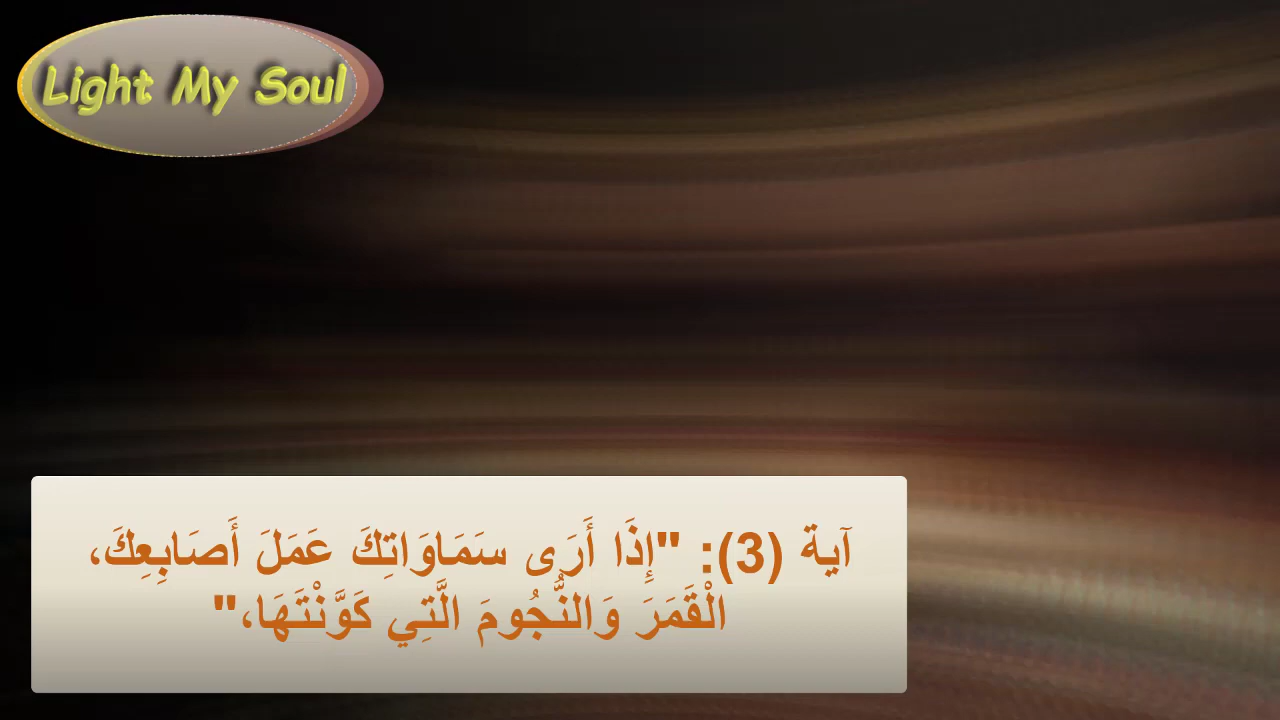 Light My Soul
آية (3): "إِذَا أَرَى سَمَاوَاتِكَ عَمَلَ أَصَابِعِكَ،
الْقَمَرَ وَالنُّجُومَ الَّتِي كَوَّنْتَهَا،"